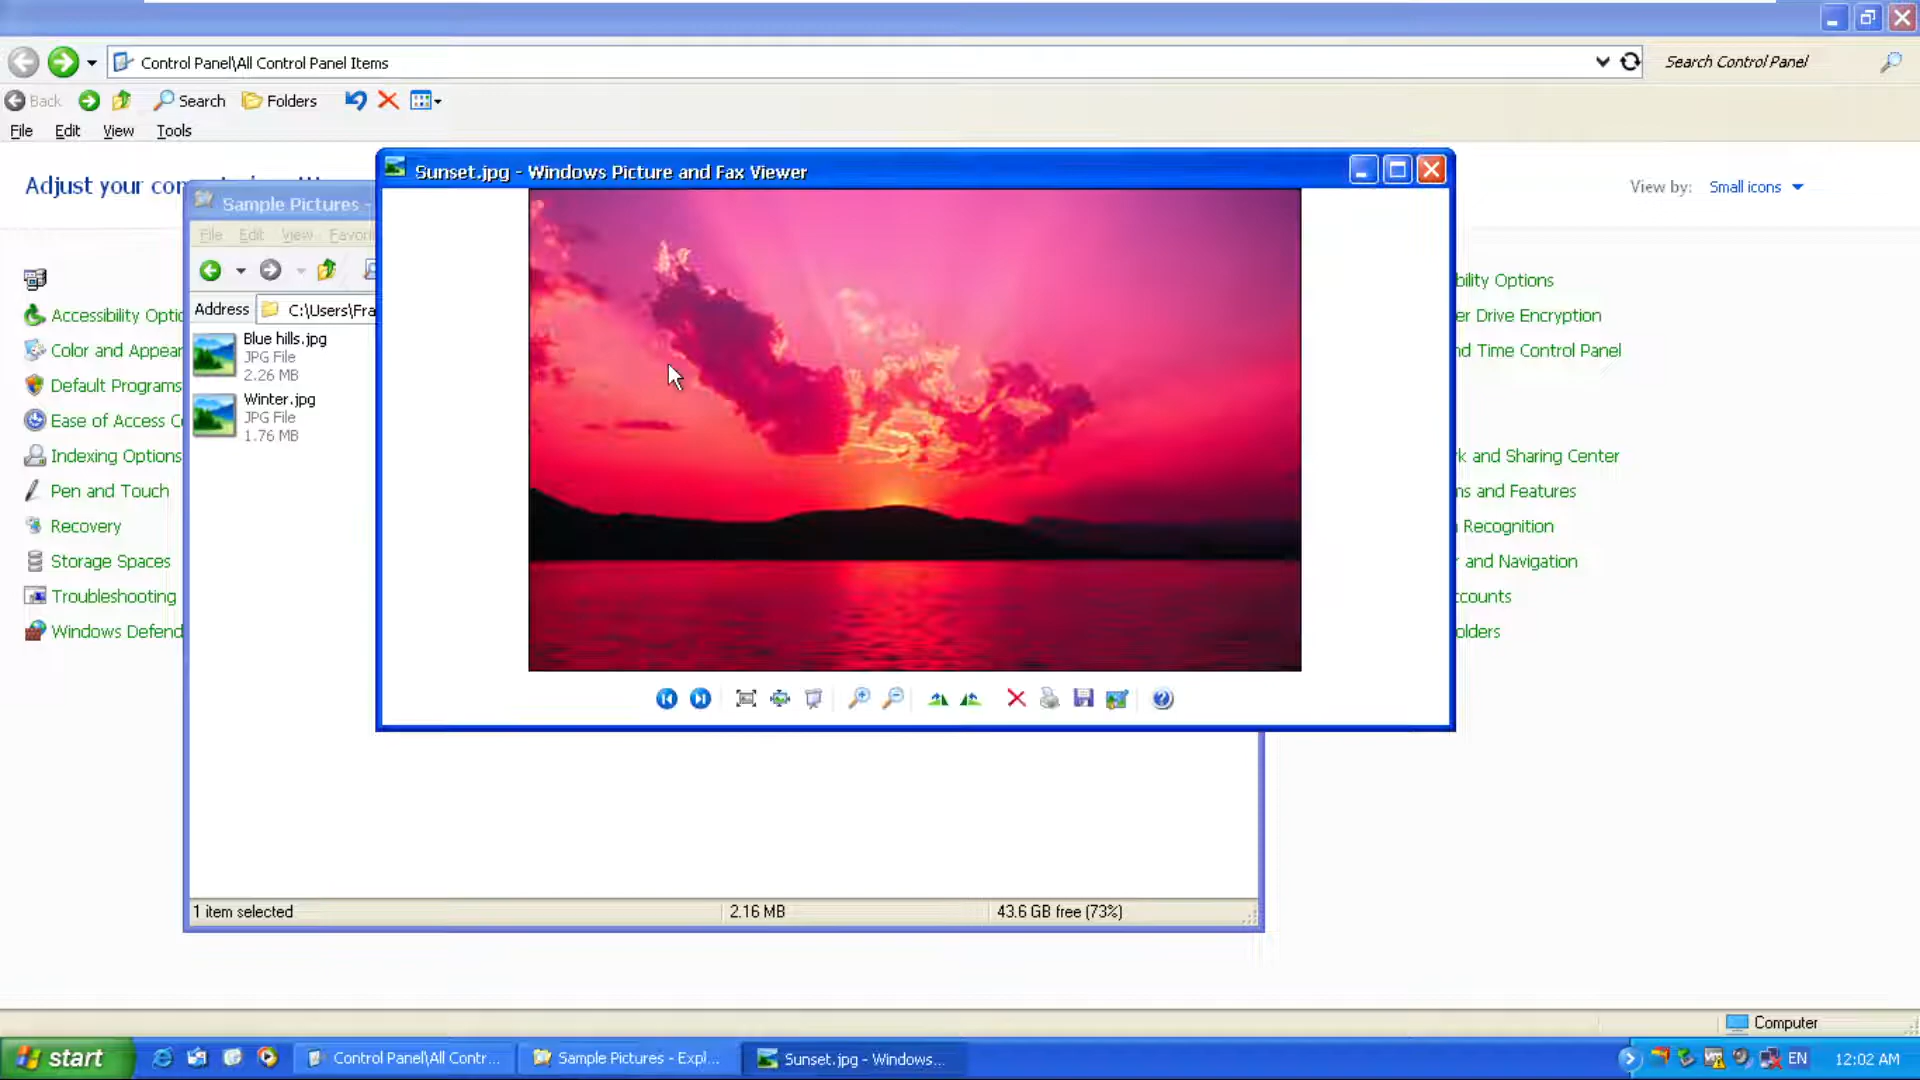 Control Panel\All Control Panel Items
Search Control Panel
Back
Search
Folders
File Edit View Tools
Adjust your
View by: Small icons
Sample Pictures -
File Edit View
Address C:\Users\Fra
Blue hills.jpg
JPG File
2.26 MB
Winter.jpg
JPG File
1.76 MB
Sunset.jpg - Windows Picture and Fax Viewer
Accessibility Optic
Color and Appear
Default Programs
Ease of Access C
Indexing Options
Pen and Touch
Recovery
Storage Spaces
Troubleshooting
Windows Defend
bility Options
er Drive Encryption
nd Time Control Panel
rk and Sharing Center
ns and Features
Recognition
r and Navigation
ccounts
olders
1 item selected
2.16 MB
43.6 GB free (73%)
Computer
start
Control Panel\All Contr...
Sample Pictures - Expl...
Sunset.jpg - Windows...
EN
12:02 AM